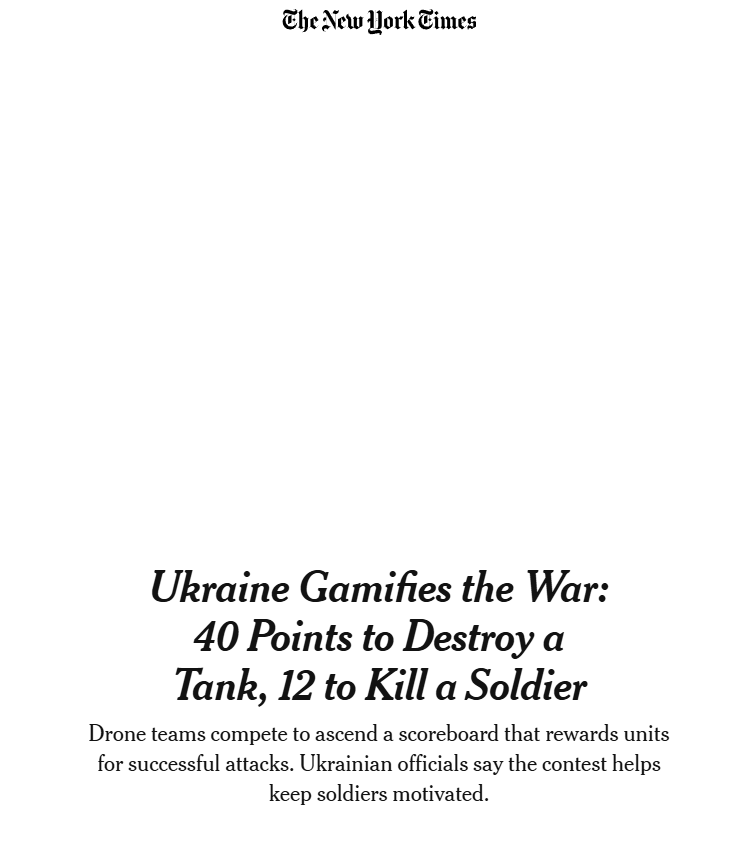 The New York Times
Ukraine Gamifies the War:
40 Points to Destroy a
Tank, 12 to Kill a Soldier
Drone teams compete to ascend a scoreboard that rewards units
for successful attacks. Ukrainian officials say the contest helps
keep soldiers motivated.